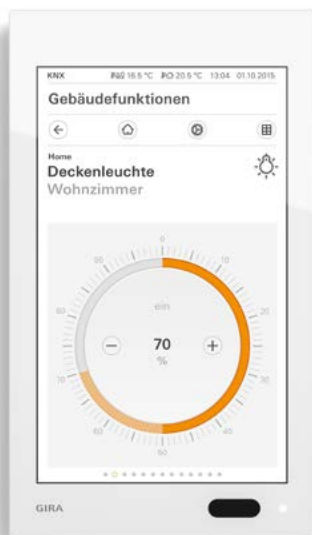 KNX 16.5 °C 20.5 °C 13:04 01.10.2015
Gebäudefunktionen
Home
Deckenleuchte
Wohnzimmer
0
90 10
ein
80 20
70
%
70 30
60 40
50
GIRA